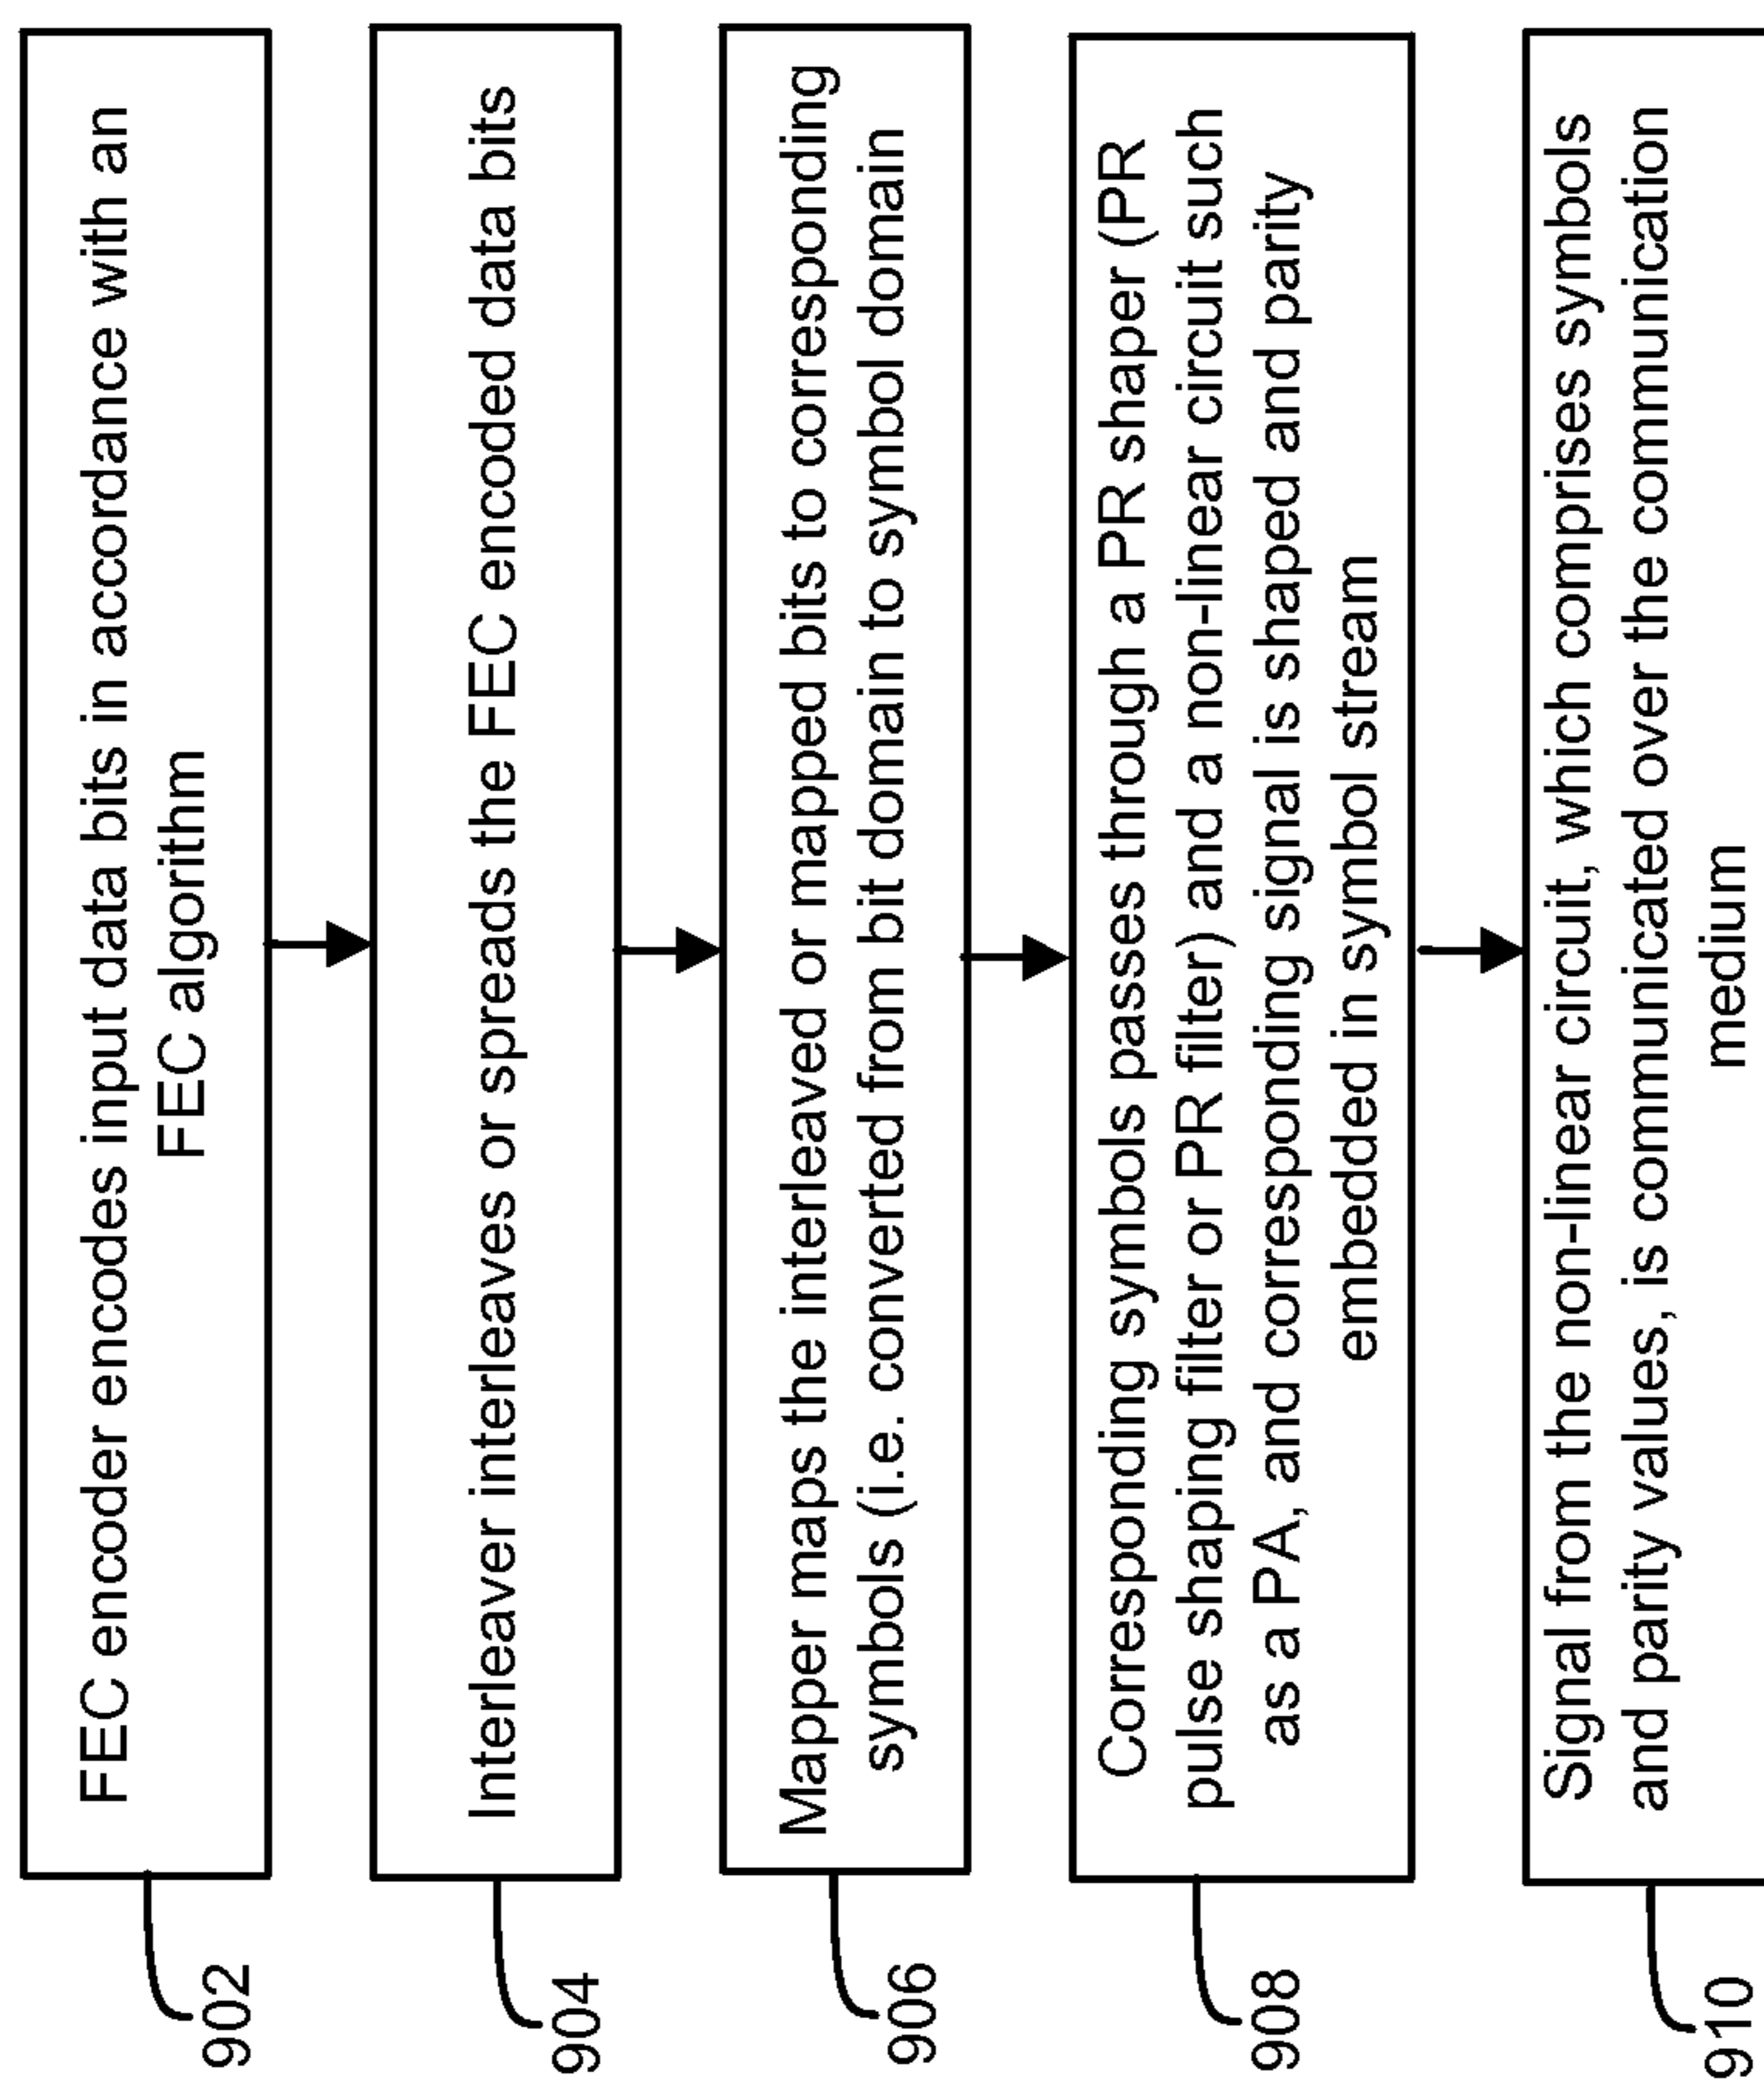 902
FEC encoder encodes input data bits in accordance with an
FEC algorithm
904
Interleaver interleaves or spreads the FEC encoded data bits
906
Mapper maps the interleaved or mapped bits to corresponding
symbols (i.e. converted from bit domain to symbol domain
908
Corresponding symbols passes through a PR shaper (PR
pulse shaping filter or PR filter) and a non-linear circuit such
as a PA, and corresponding signal is shaped and parity
embedded in symbol stream
910
Signal from the non-linear circuit, which comprises symbols
and parity values, is communicated over the communication
medium